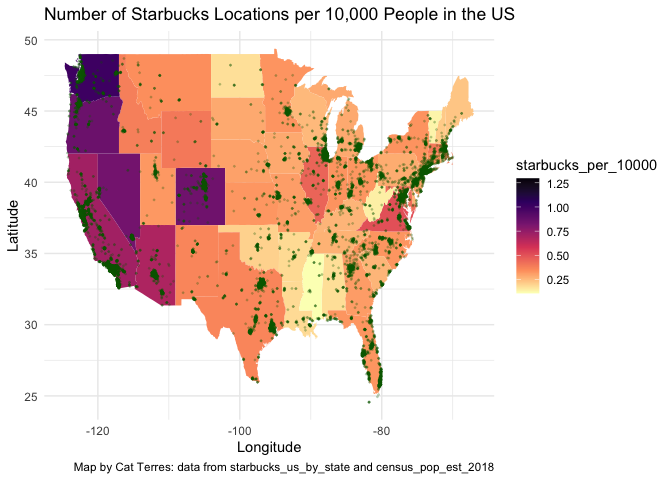 Number of Starbucks Locations per 10,000 People in the US
50
45
40
35
30
25
Latitude
-120
-100
-80
Longitude
starbucks_per_10000
1.25
1.00
0.75
0.50
0.25
Map by Cat Terres: data from starbucks_us_by_state and census_pop_est_2018